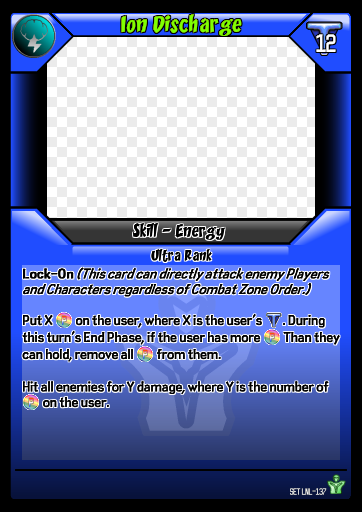 Ion Discharge
12
Skill - Energy
Ultra Rank
Lock-On (This card can directly attack enemy Players
and Characters regardless of Combat Zone Order.)
Put X on the user, where X is the user's . During
this turn's End Phase, if the user has more Than they
can hold, remove all from them.
Hit all enemies for Y damage, where Y is the number of
on the user.
SET LNL-137